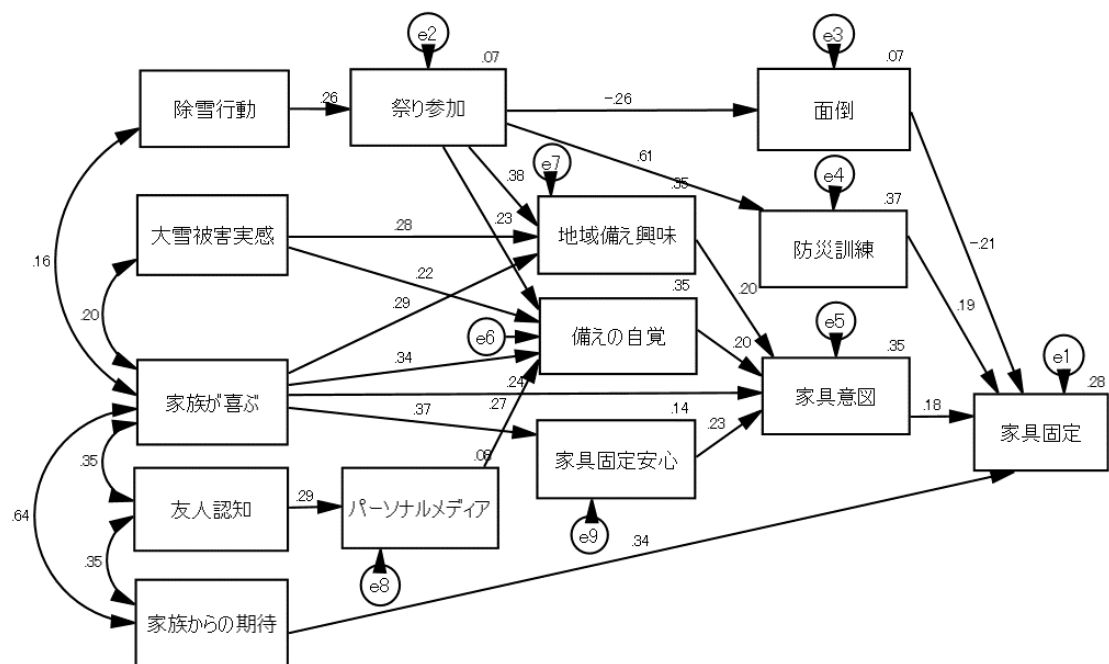 e2
e3
.07
.07
除雪行動
.26
祭り参加
-.26
面倒
.61
e7
e4
.38
.35
.37
.23
大雪被害実感
.28
地域備え興味
防災訓練
-.21
.16
.22
.35
.20
.19
.20
.29
e5
e6
備えの自覚
.35
.34
.20
e1
.24
.28
家族が喜ぶ
.27
.14
家具意図
.37
.23
.18
家具固定
.35
.06
家具固定安心
.64
友人認知
.29
パーソナルメディア
e9
.34
.35
e8
家族からの期待